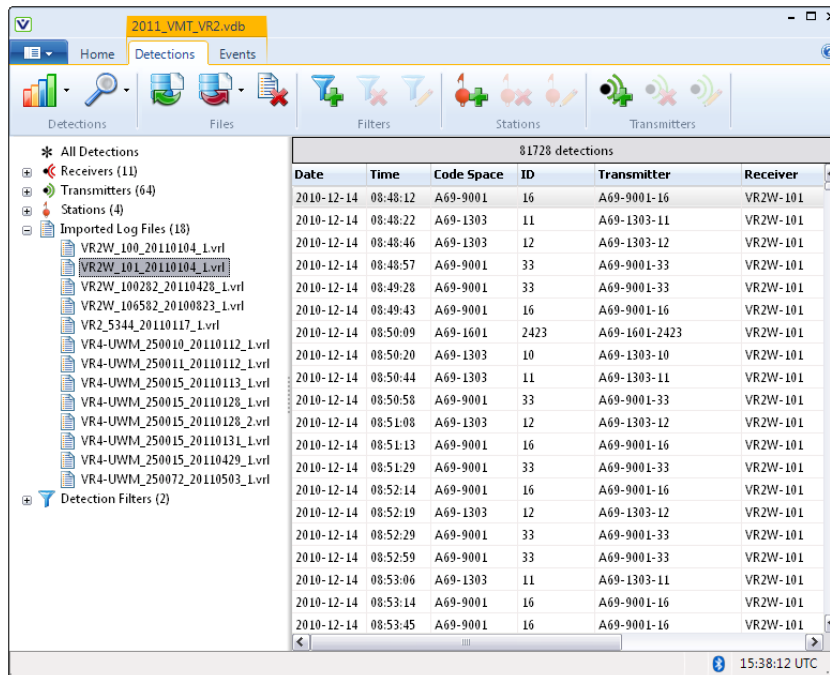 2011_VMT_VR2.vdb
Home Detections Events
Detections Files Filters Stations Transmitters
All Detections
Receivers (11)
Transmitters (64)
Stations (4)
Imported Log Files (18)
VR2W_100_20110104_1.vrl
VR2W_101_20110104_1.vrl
VR2W_100282_20110428_1.vrl
VR2W_106582_20100823_1.vrl
VR2_5344_20110117_1.vrl
VR4-UWM_250010_20110112_1.vrl
VR4-UWM_250011_20110112_1.vrl
VR4-UWM_250015_20110113_1.vrl
VR4-UWM_250015_20110128_1.vrl
VR4-UWM_250015_20110128_2.vrl
VR4-UWM_250015_20110131_1.vrl
VR4-UWM_250015_20110429_1.vrl
VR4-UWM_250072_20110503_1.vrl
Detection Filters (2)
81728 detections
Date Time Code Space ID Transmitter Receiver
2010-12-14 08:48:12 A69-9001 16 A69-9001-16 VR2W-101
2010-12-14 08:48:22 A69-1303 11 A69-1303-11 VR2W-101
2010-12-14 08:48:46 A69-1303 12 A69-1303-12 VR2W-101
2010-12-14 08:48:57 A69-9001 33 A69-9001-33 VR2W-101
2010-12-14 08:49:28 A69-9001 33 A69-9001-33 VR2W-101
2010-12-14 08:49:43 A69-9001 16 A69-9001-16 VR2W-101
2010-12-14 08:50:09 A69-1601 2423 A69-1601-2423 VR2W-101
2010-12-14 08:50:20 A69-1303 10 A69-1303-10 VR2W-101
2010-12-14 08:50:44 A69-1303 11 A69-1303-11 VR2W-101
2010-12-14 08:50:58 A69-9001 33 A69-9001-33 VR2W-101
2010-12-14 08:51:08 A69-1303 12 A69-1303-12 VR2W-101
2010-12-14 08:51:13 A69-9001 16 A69-9001-16 VR2W-101
2010-12-14 08:51:29 A69-9001 33 A69-9001-33 VR2W-101
2010-12-14 08:52:14 A69-9001 16 A69-9001-16 VR2W-101
2010-12-14 08:52:19 A69-1303 12 A69-1303-12 VR2W-101
2010-12-14 08:52:29 A69-9001 33 A69-9001-33 VR2W-101
2010-12-14 08:52:59 A69-9001 33 A69-9001-33 VR2W-101
2010-12-14 08:53:06 A69-1303 11 A69-1303-11 VR2W-101
2010-12-14 08:53:14 A69-9001 16 A69-9001-16 VR2W-101
2010-12-14 08:53:45 A69-9001 16 A69-9001-16 VR2W-101
15:38:12 UTC